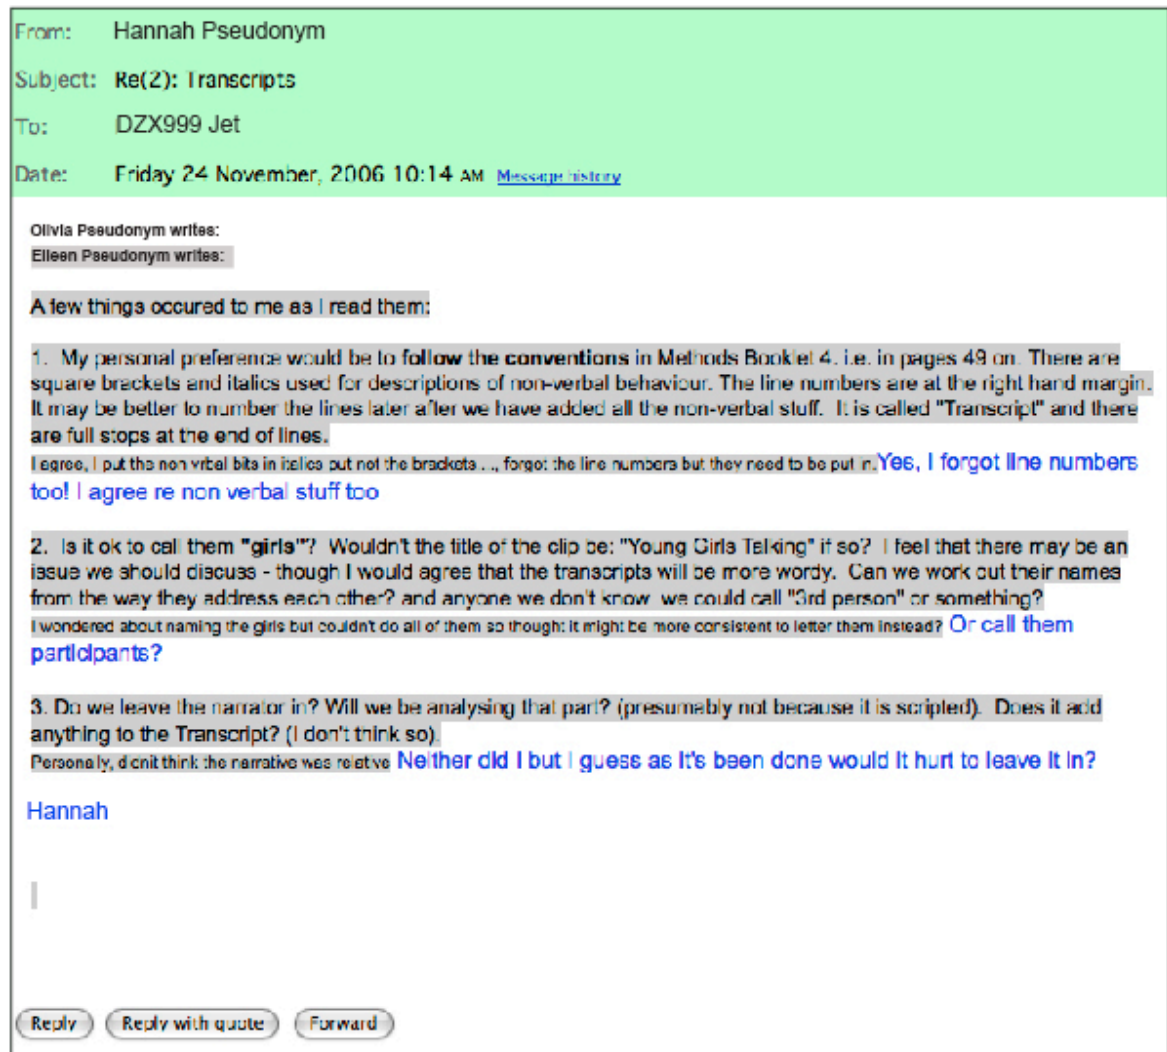 From: Hannah Pseudonym
Subject: Re(2): Transcripts
To: DZX999 Jet
Date: Friday 24 November, 2006 10:14 AM Message history
Olivia Pseudonym writes:
Eileen Pseudonym writes:
A few things occured to me as I read them:
1. My personal preference would be to follow the conventions in Methods Booklet 4. i.e. in pages 49 on. There are
square brackets and italics used for descriptions of non-verbal behaviour. The line numbers are at the right hand margin.
It may be better to number the lines later after we have added all the non-verbal stuff. It is called "Transcript" and there
are full stops at the end of lines.
I agree, I put the non vrbal bits in italics but not the brackets ..., forgot the line numbers but they need to be put in.Yes, I forgot line numbers
too! I agree re non verbal stuff too
2. Is it ok to call them "girls"? Wouldn't the title of the clip be: "Young Girls Talking" if so? I feel that there may be an
issue we should discuss - though I would agree that the transcripts will be more wordy. Can we work out their names
from the way they address each other? and anyone we don't know we could call "3rd person" or something?
I wondered about naming the girls but couldn't do all of them so thought it might be more consistent to letter them instead? Or call them
participants?
3. Do we leave the narrator in? Will we be analysing that part? (presumably not because it is scripted). Does it add
anything to the Transcript? (I don't think so).
Personally, didnit think the narrative was relative Neither did I but I guess as it's been done would it hurt to leave it in?
Hannah
Reply Reply with quote Forward